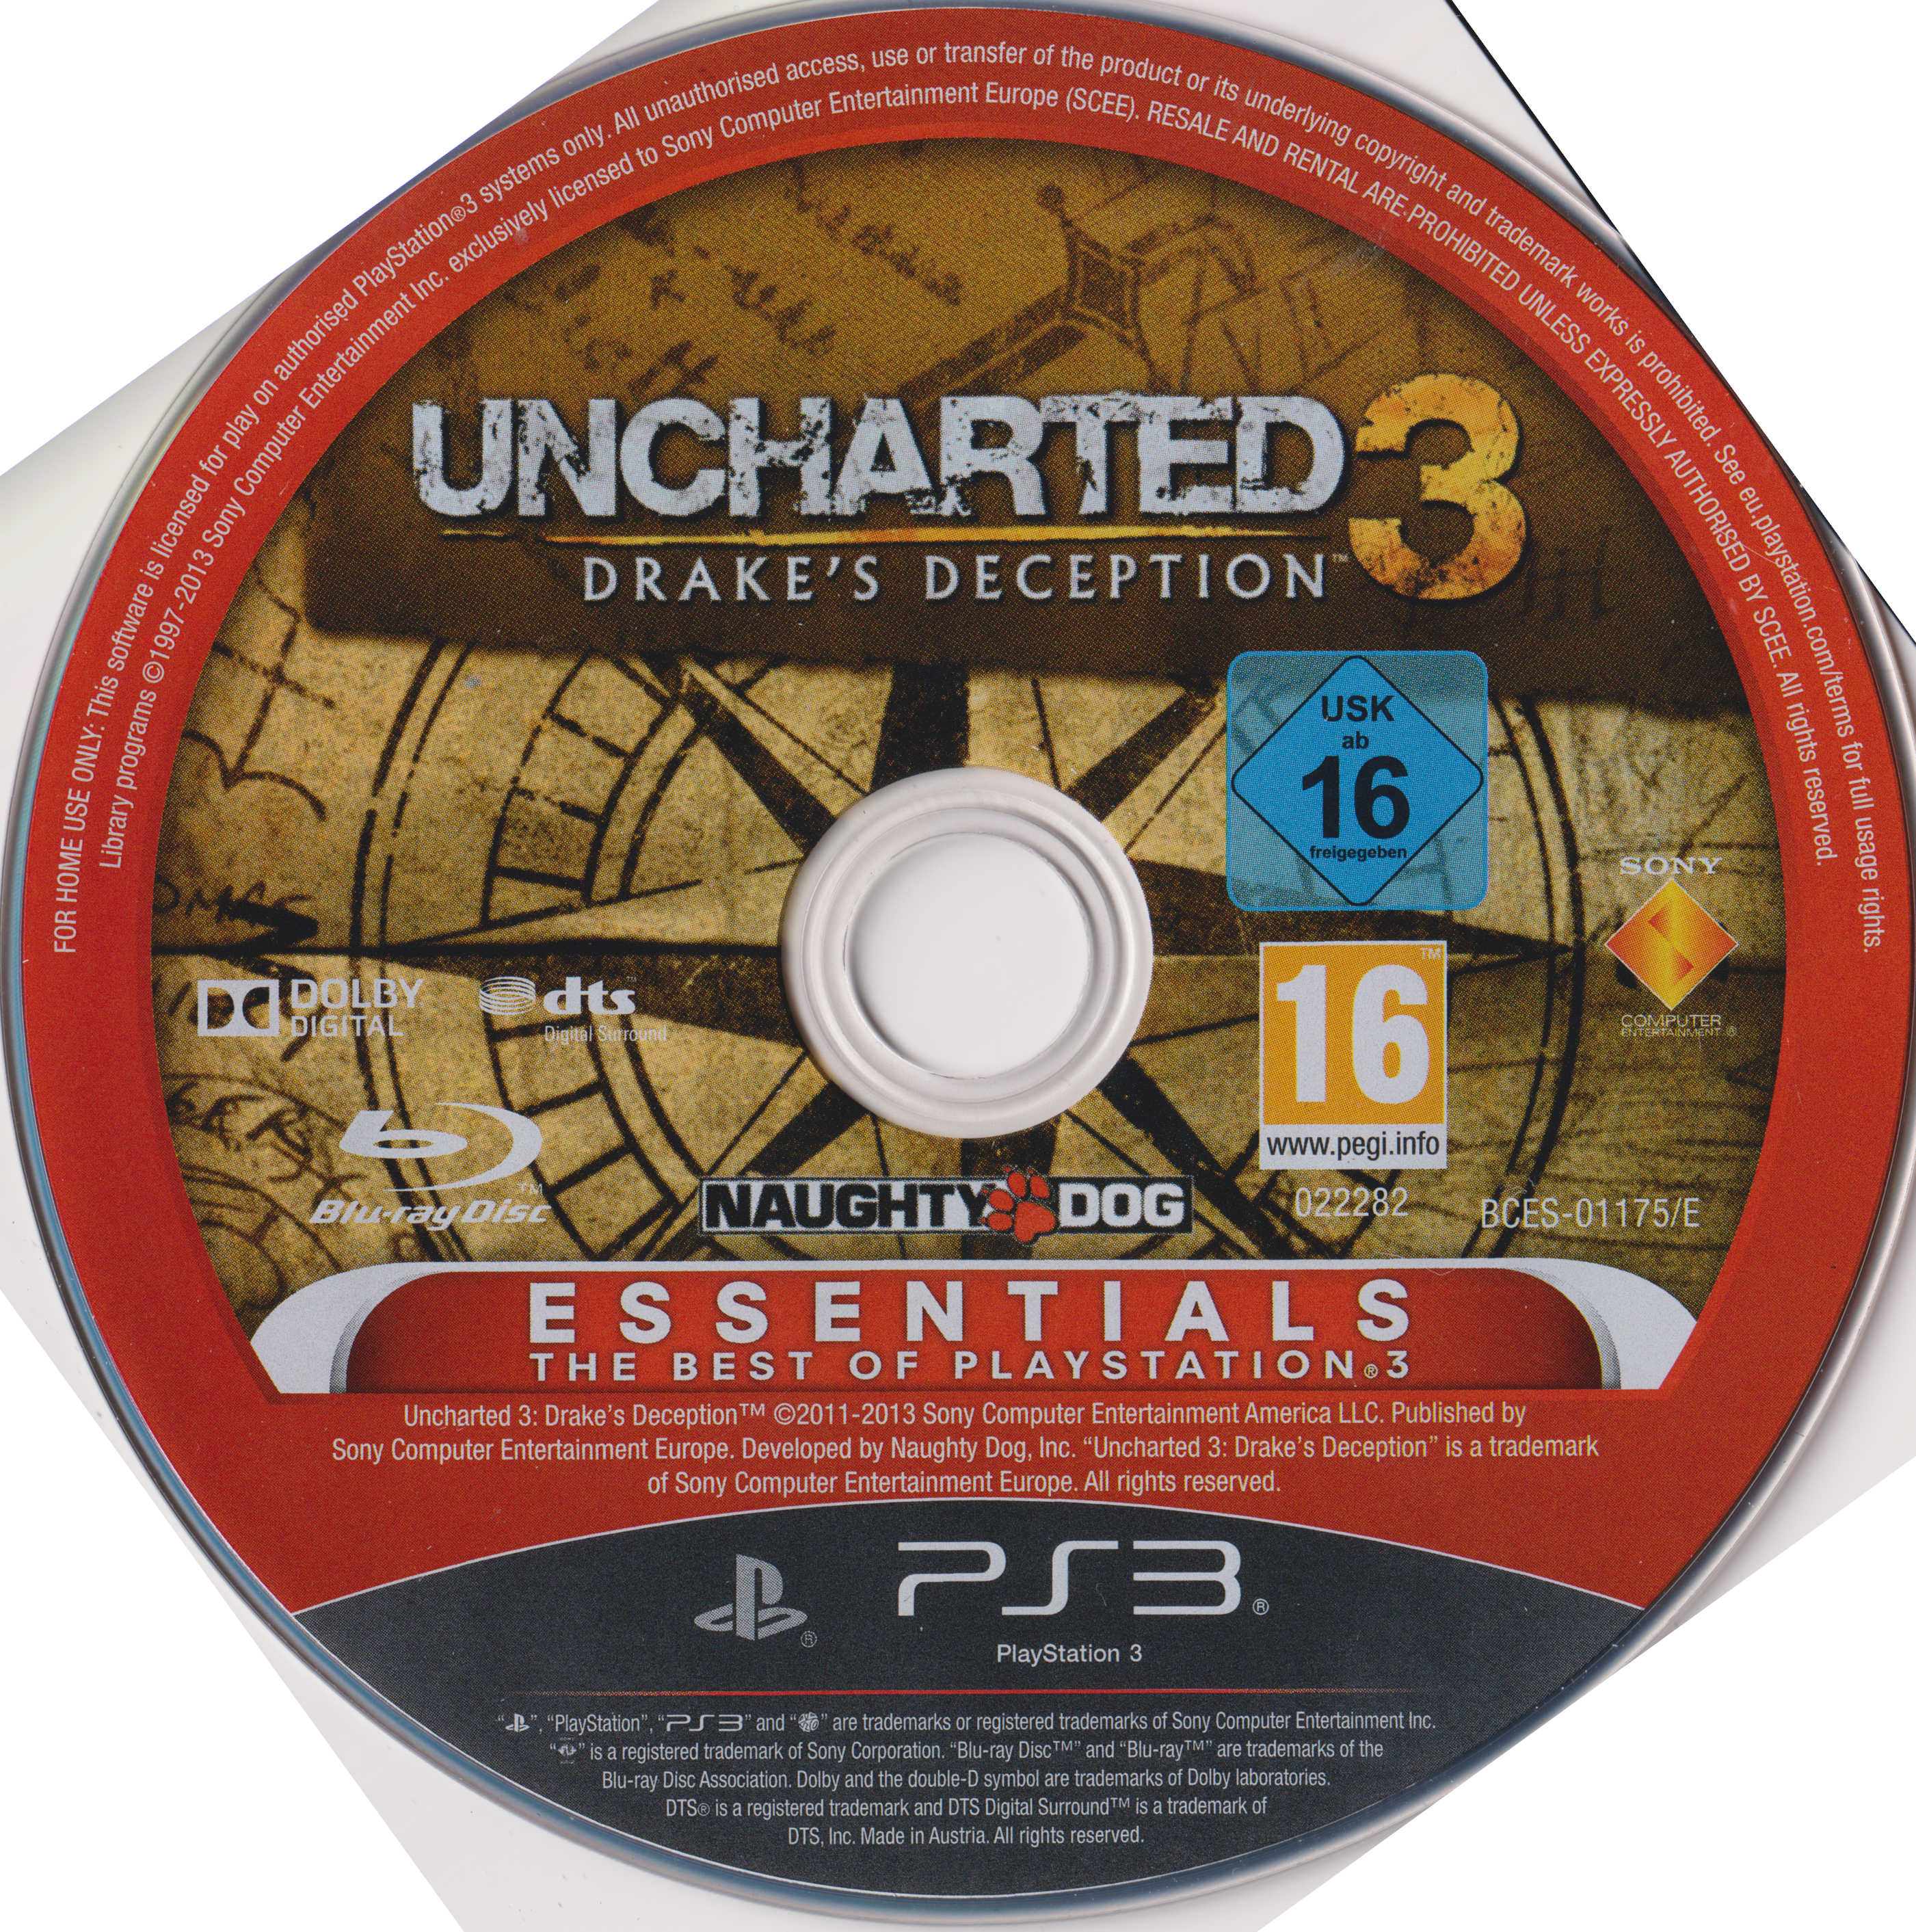 FOR HOME USE ONLY: This software is licensed for play on authorised PlayStation®3 systems only. All unauthorised access, use or transfer of the product or its underlying copyright and trademark works is prohibited. See eu.playstation.com/terms for full usage rights.
Library programs ©1997-2013 Sony Computer Entertainment Inc. exclusively licensed to Sony Computer Entertainment Europe (SCEE). RESALE AND RENTAL ARE PROHIBITED UNLESS EXPRESSLY AUTHORISED BY SCEE. All rights reserved.
UNCHARTED 3
DRAKE'S DECEPTION™
USK
ab
16
freigegeben
SONY
COMPUTER
ENTERTAINMENT ®
DOLBY
DIGITAL
dts
Digital Surround
16™
www.pegi.info
Blu-ray Disc™
NAUGHTY DOG
022282
BCES-01175/E
ESSENTIALS
THE BEST OF PLAYSTATION®3
Uncharted 3: Drake's Deception™ ©2011-2013 Sony Computer Entertainment America LLC. Published by
Sony Computer Entertainment Europe. Developed by Naughty Dog, Inc. “Uncharted 3: Drake's Deception” is a trademark
of Sony Computer Entertainment Europe. All rights reserved.
PS3®
PlayStation 3
“ ”, “PlayStation”, “PS3” and “ ” are trademarks or registered trademarks of Sony Computer Entertainment Inc.
“ ” is a registered trademark of Sony Corporation. “Blu-ray Disc™” and “Blu-ray™” are trademarks of the
Blu-ray Disc Association. Dolby and the double-D symbol are trademarks of Dolby laboratories.
DTS® is a registered trademark and DTS Digital Surround™ is a trademark of
DTS, Inc. Made in Austria. All rights reserved.